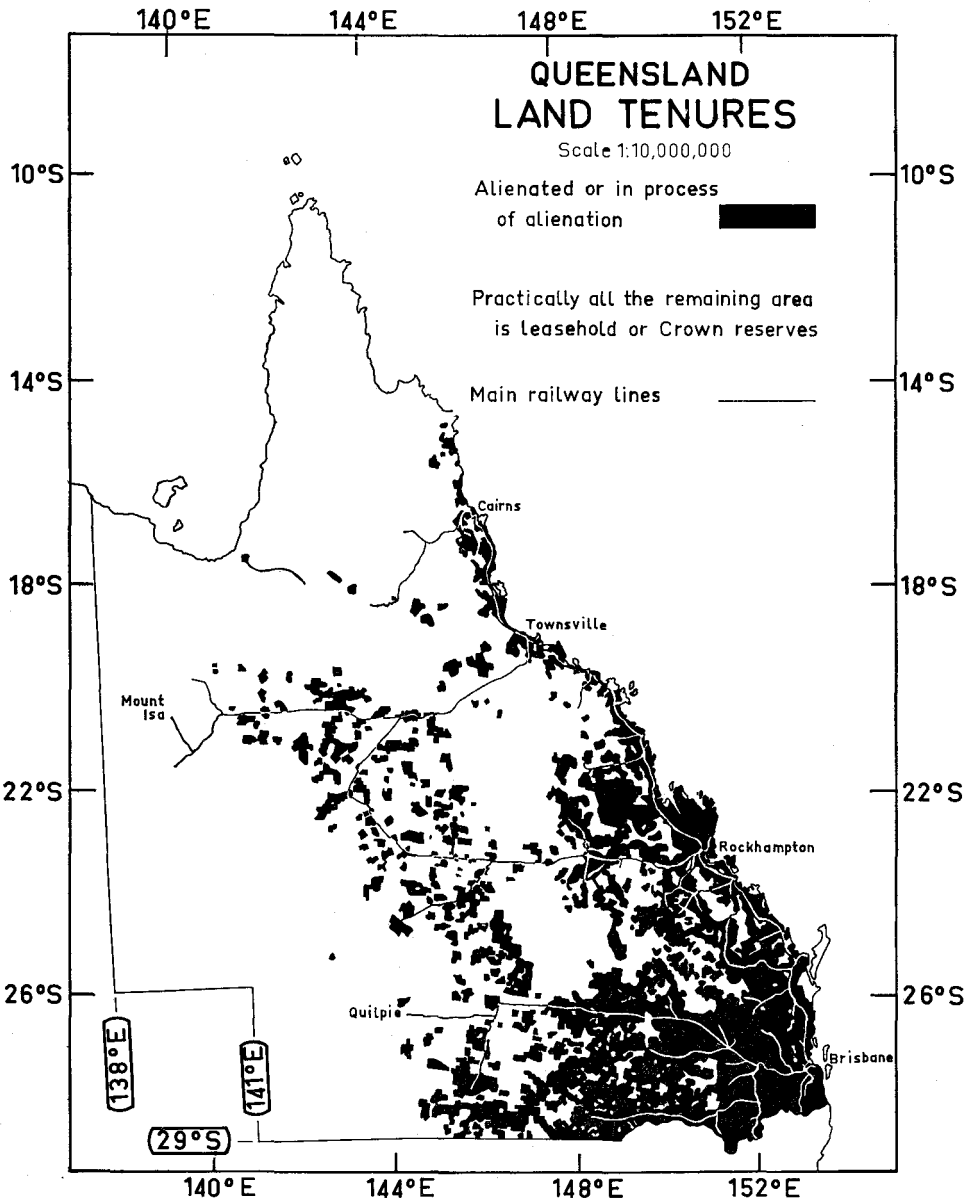 140°E 144°E 148°E 152°E
QUEENSLAND
LAND TENURES
Scale 1:10,000,000
10°S 10°S
Alienated or in process
of alienation
Practically all the remaining area
is leasehold or Crown reserves
14°S 14°S
Main railway lines
Cairns
18°S 18°S
Townsville
Mount
Isa
22°S 22°S
Rockhampton
26°S 26°S
Quilpie
138°E
141°E
Brisbane
29°S
140°E 144°E 148°E 152°E